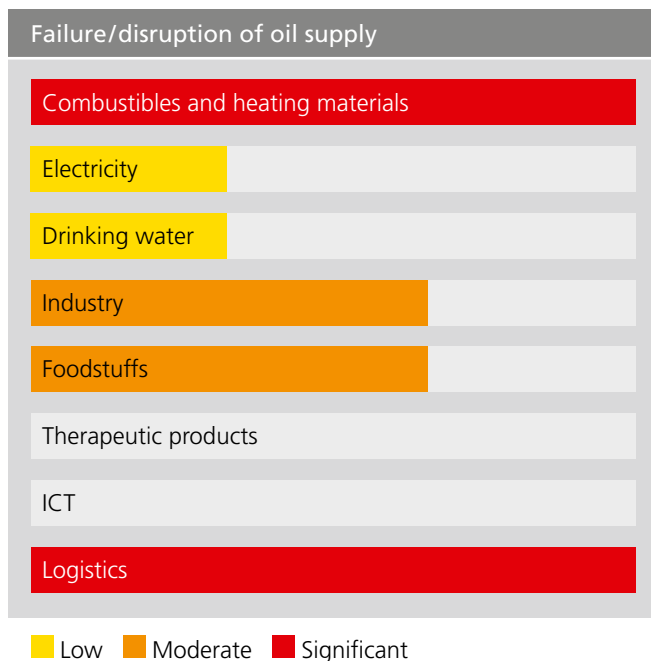 Failure/disruption of oil supply
Combustibles and heating materials
Electricity
Drinking water
Industry
Foodstuffs
Therapeutic products
ICT
Logistics
Low Moderate Significant